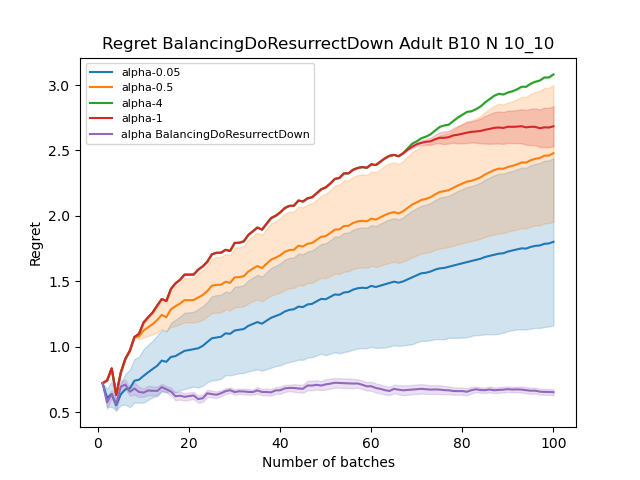 Regret BalancingDoResurrectDown Adult B10 N 10_10
alpha-0.05
alpha-0.5
alpha-4
alpha-1
alpha BalancingDoResurrectDown
Regret
3.0
2.5
2.0
1.5
1.0
0.5
0 20 40 60 80 100
Number of batches